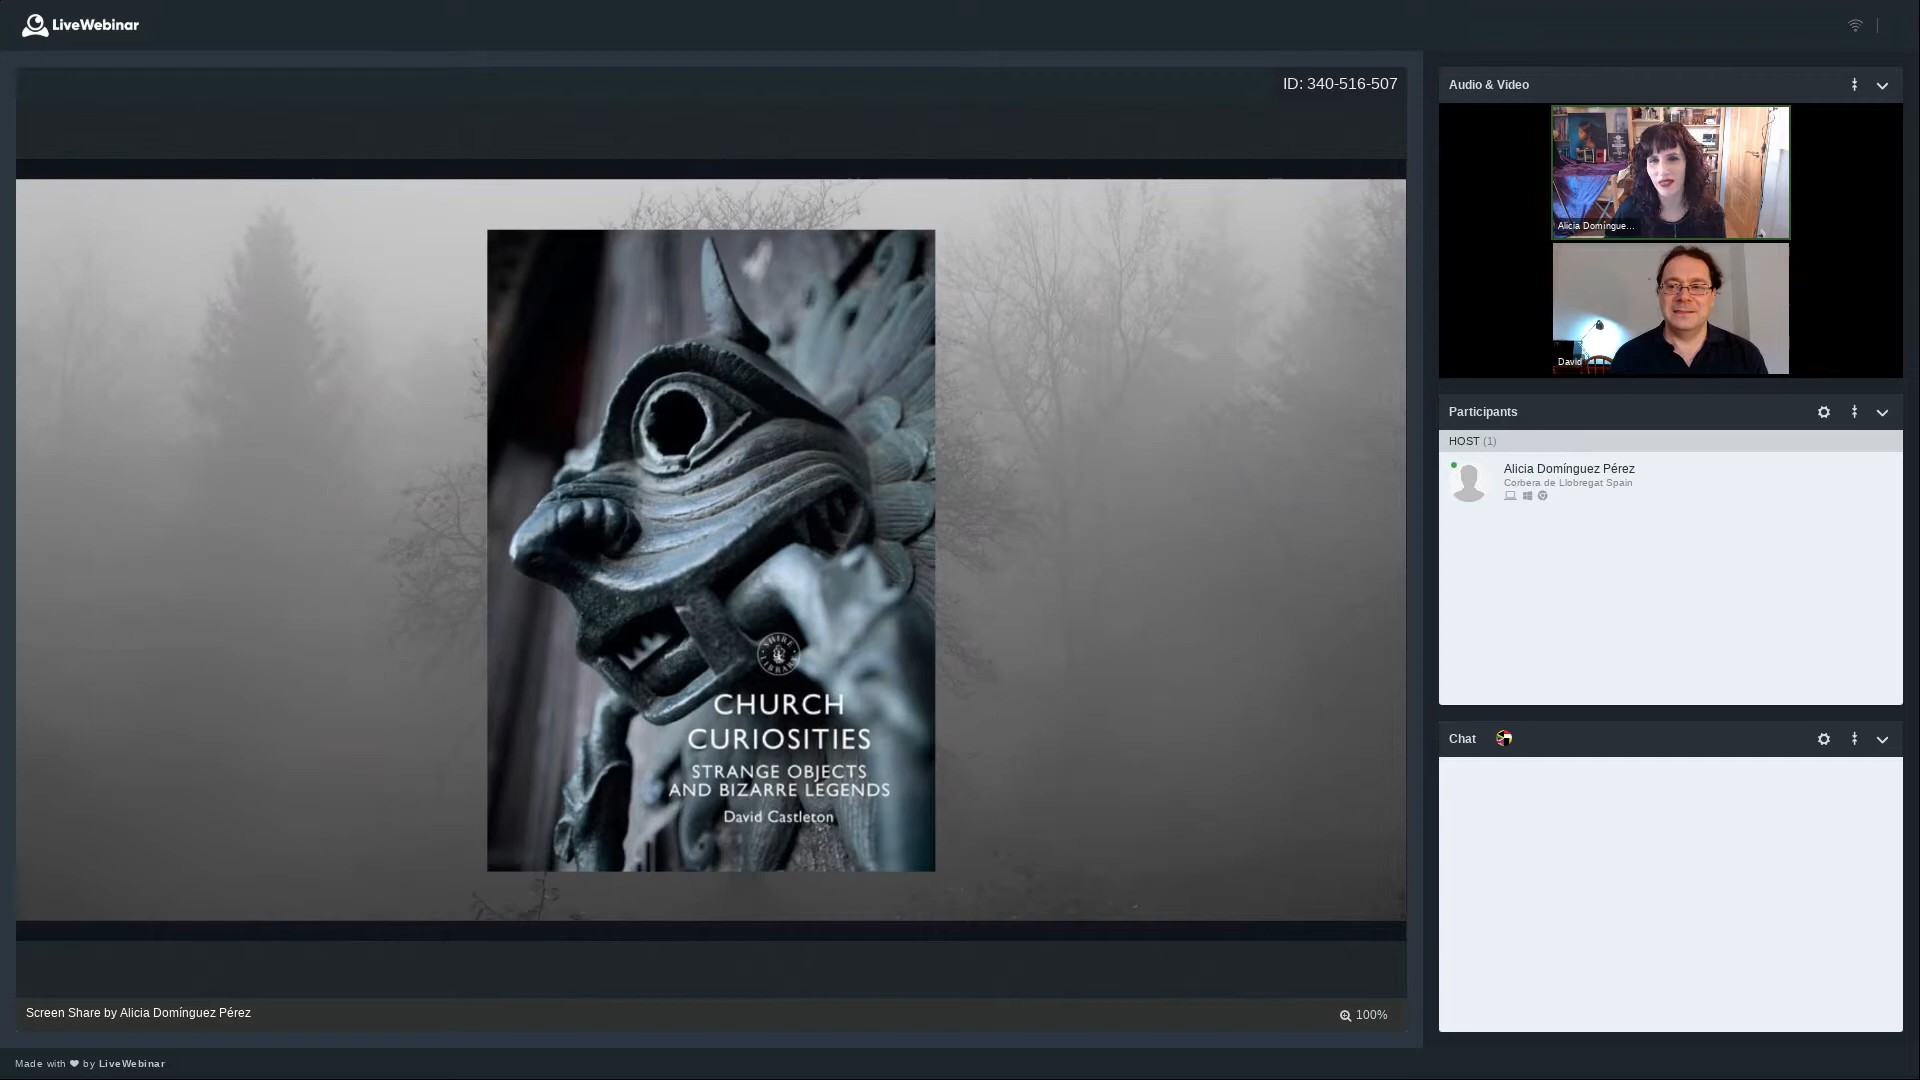 LiveWebinar
ID: 340-516-507
SHIRE LIBRARY
CHURCH
CURIOSITIES
STRANGE OBJECTS
AND BIZARRE LEGENDS
David Castleton
Screen Share by Alicia Domínguez Pérez
100%
Made with by LiveWebinar
Audio & Video
Alicia Domíngue...
David
Participants
HOST (1)
Alicia Domínguez Pérez
Corbera de Llobregat Spain
Chat